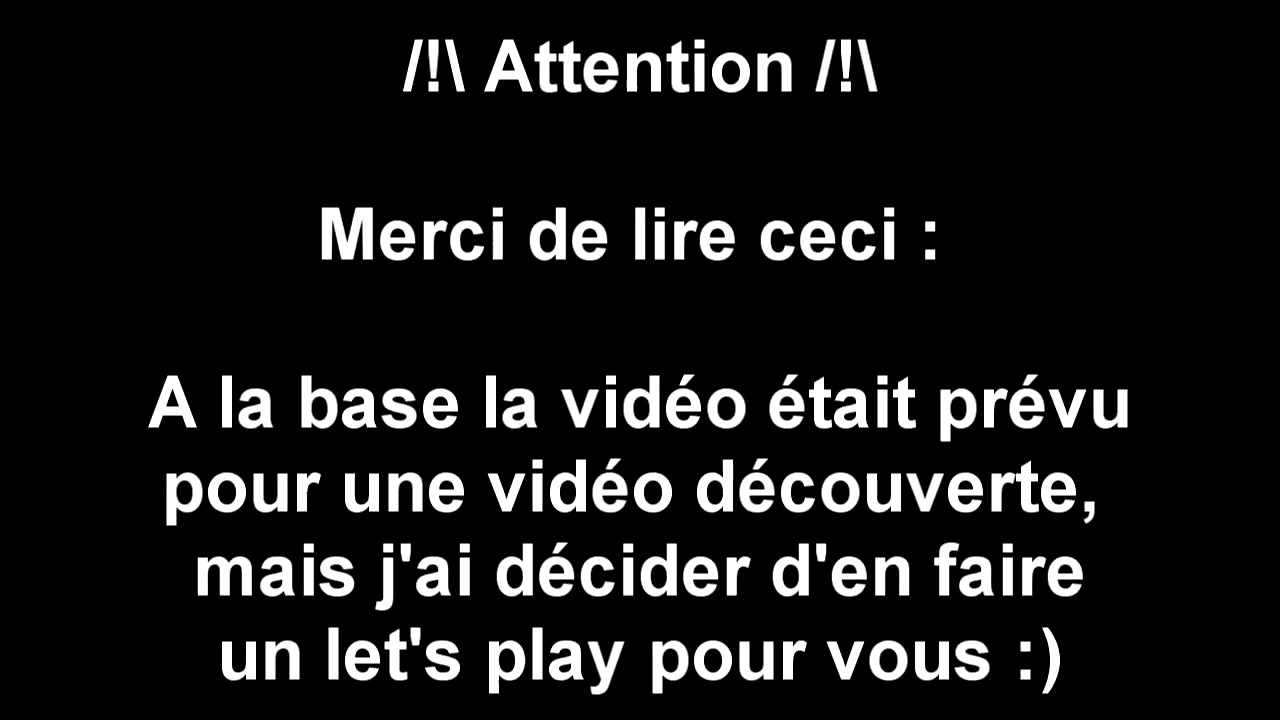 /!\ Attention /!\
Merci de lire ceci :
A la base la vidéo était prévu
pour une vidéo découverte,
mais j'ai décider d'en faire
un let's play pour vous :)